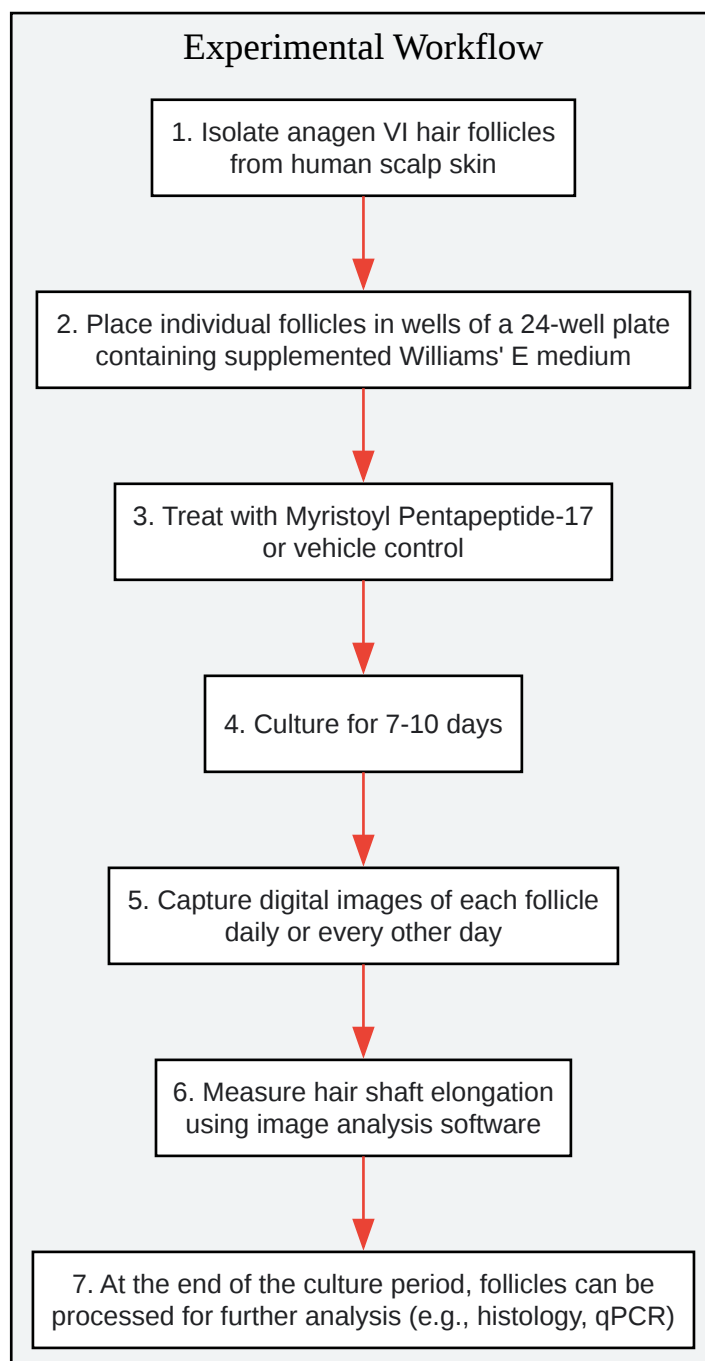 Experimental Workflow
1. Isolate anagen VI hair follicles
from human scalp skin
2. Place individual follicles in wells of a 24-well plate
containing supplemented Williams' E medium
3. Treat with Myristoyl Pentapeptide-17
or vehicle control
4. Culture for 7-10 days
5. Capture digital images of each follicle
daily or every other day
6. Measure hair shaft elongation
using image analysis software
7. At the end of the culture period, follicles can be
processed for further analysis (e.g., histology, qPCR)